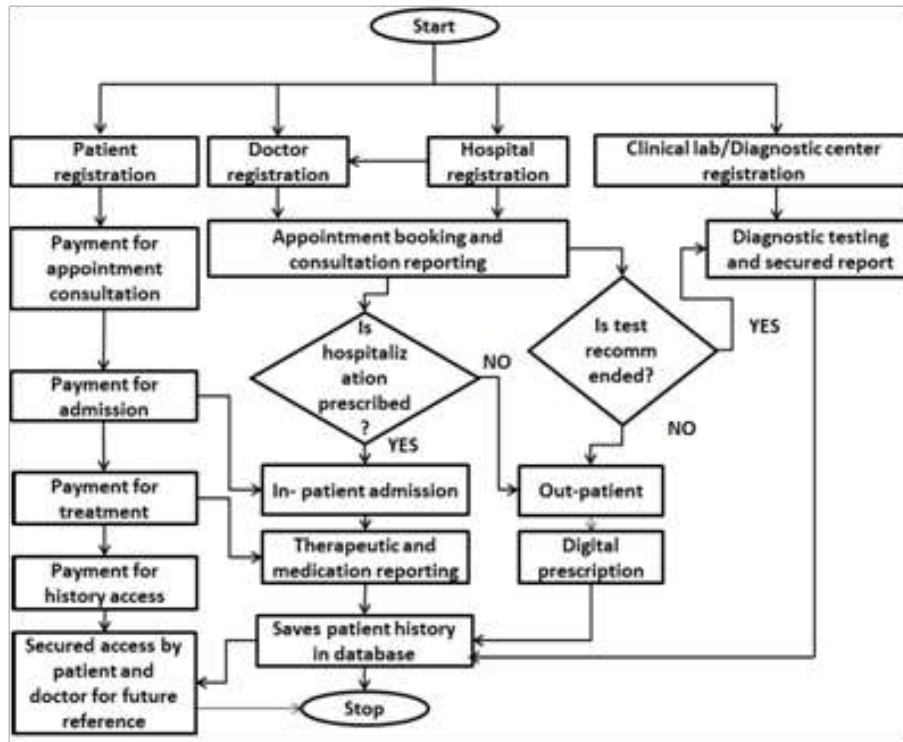 Start
Patient
registration
Doctor
registration
Hospital
registration
Clinical lab/Diagnostic center
registration
Payment for
appointment
consultation
Appointment booking and
consultation reporting
Diagnostic testing
and secured report
Is
hospitaliz
ation
prescribed
?
NO
YES
Is test
recomm
ended?
YES
NO
Payment for
admission
In- patient admission
Out-patient
Payment for
treatment
Therapeutic and
medication reporting
Digital
prescription
Payment for
history access
Saves patient history
in database
Secured access by
patient and
doctor for future
reference
Stop